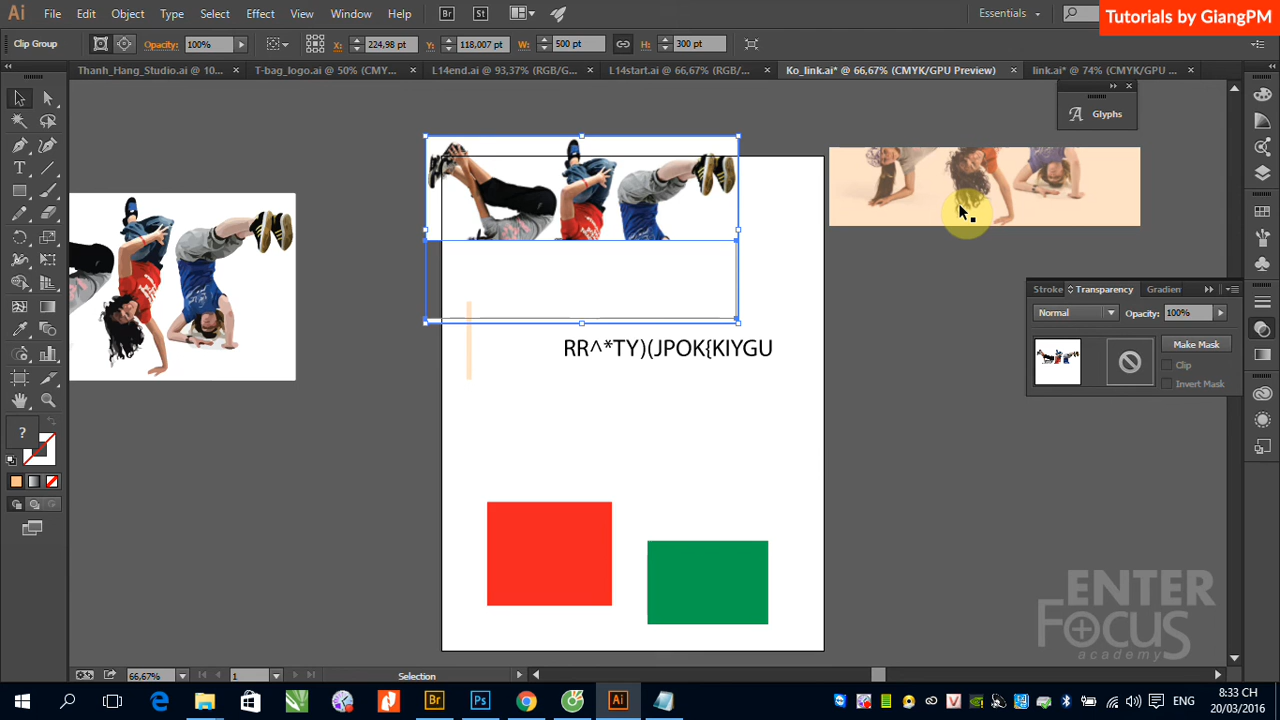 Ai File Edit Object Type Select Effect View Window Help Br St Essentials
Tutorials by GiangPM
Clip Group Opacity: 100% X: 224,98 pt Y: 118,007 pt W: 500 pt H: 300 pt
Thanh_Hang_Studio.ai @ 10... × T-bag_logo.ai @ 50% (CMY... × L14end.ai @ 93,37% (RGB/G... × L14start.ai @ 66,67% (RGB/... × Ko_link.ai* @ 66,67% (CMYK/GPU Preview) × link.ai* @ 74% (CMYK/GPU ... ×
A Glyphs
Stroke Transparency Gradien
Normal Opacity: 100%
Make Mask
Clip
Invert Mask
RR^*TY)(JPOK{KIYGU
?
ENTER
FOCUS
academy
66,67% 1 Selection
Br Ps Ai ENG 8:33 CH
20/03/2016